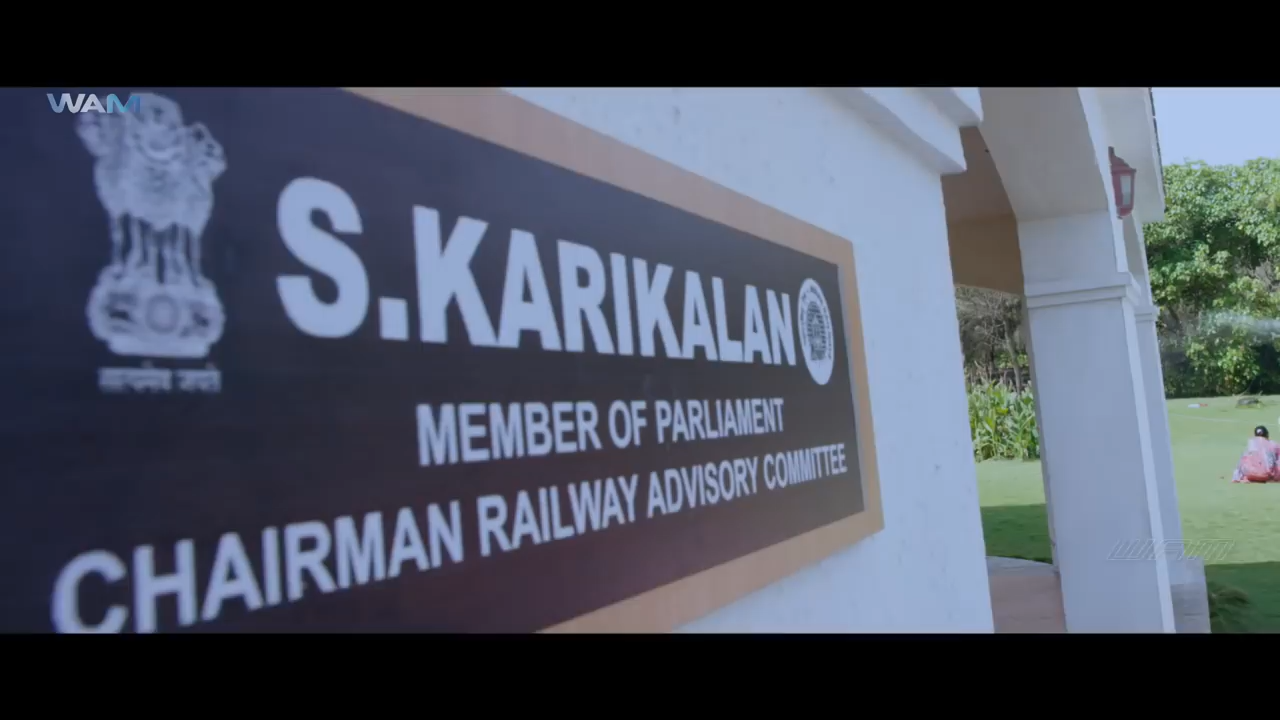 WAM
S.KARIKALAN
MEMBER OF PARLIAMENT
CHAIRMAN RAILWAY ADVISORY COMMITTEE